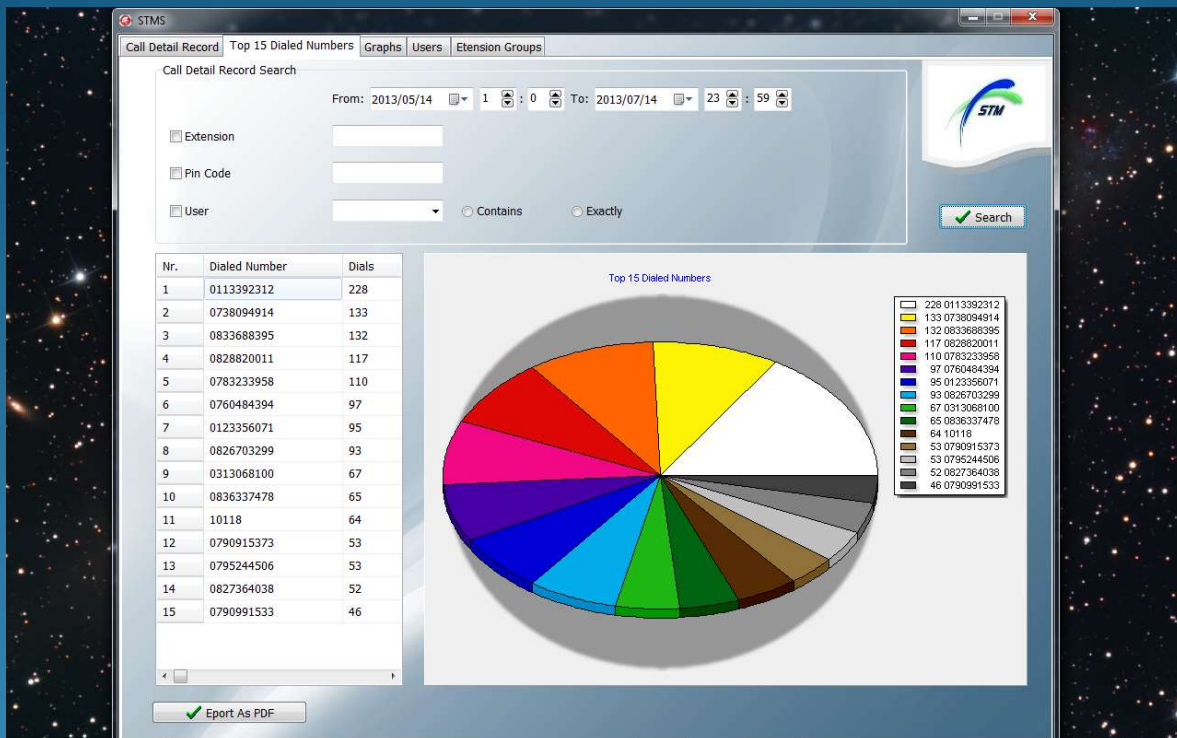 STMS
Call Detail Record Top 15 Dialed Numbers Graphs Users Etension Groups
Call Detail Record Search
From: 2013/05/14 1 : 0 To: 2013/07/14 23 : 59
STM
Extension
Pin Code
User Contains Exactly
Search
Nr. Dialed Number Dials
1 0113392312 228
2 0738094914 133
3 0833688395 132
4 0828820011 117
5 0783233958 110
6 0760484394 97
7 0123356071 95
8 0826703299 93
9 0313068100 67
10 0836337478 65
11 10118 64
12 0790915373 53
13 0795244506 53
14 0827364038 52
15 0790991533 46
Top 15 Dialed Numbers
228 0113392312
133 0738094914
132 0833688395
117 0828820011
110 0783233958
97 0760484394
95 0123356071
93 0826703299
67 0313068100
65 0836337478
64 10118
53 0790915373
53 0795244506
52 0827364038
46 0790991533
Eport As PDF